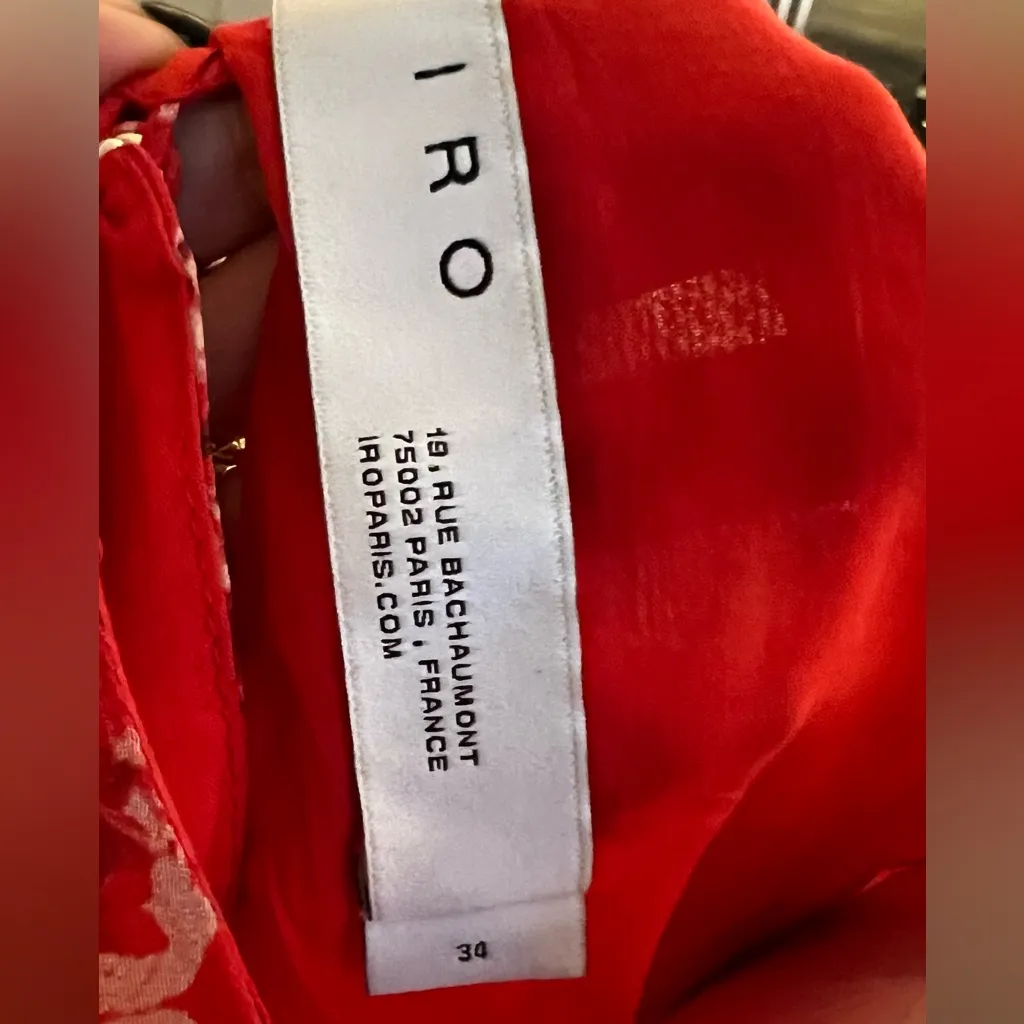 IRO
19, RUE BACHAUMONT
75002 PARIS, FRANCE
IROPARIS.COM
34